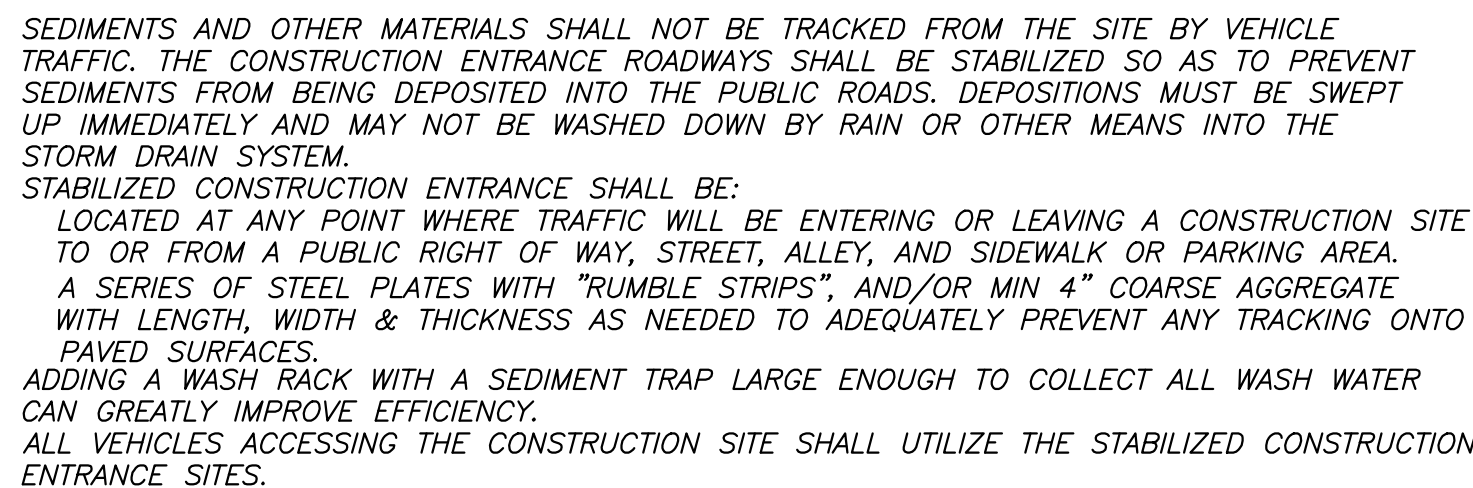 SEDIMENTS AND OTHER MATERIALS SHALL NOT BE TRACKED FROM THE SITE BY VEHICLE
TRAFFIC. THE CONSTRUCTION ENTRANCE ROADWAYS SHALL BE STABILIZED SO AS TO PREVENT
SEDIMENTS FROM BEING DEPOSITED INTO THE PUBLIC ROADS. DEPOSITIONS MUST BE SWEPT
UP IMMEDIATELY AND MAY NOT BE WASHED DOWN BY RAIN OR OTHER MEANS INTO THE
STORM DRAIN SYSTEM.
STABILIZED CONSTRUCTION ENTRANCE SHALL BE:
LOCATED AT ANY POINT WHERE TRAFFIC WILL BE ENTERING OR LEAVING A CONSTRUCTION SITE
TO OR FROM A PUBLIC RIGHT OF WAY, STREET, ALLEY, AND SIDEWALK OR PARKING AREA.
A SERIES OF STEEL PLATES WITH "RUMBLE STRIPS", AND/OR MIN 4" COARSE AGGREGATE
WITH LENGTH, WIDTH & THICKNESS AS NEEDED TO ADEQUATELY PREVENT ANY TRACKING ONTO
PAVED SURFACES.
ADDING A WASH RACK WITH A SEDIMENT TRAP LARGE ENOUGH TO COLLECT ALL WASH WATER
CAN GREATLY IMPROVE EFFICIENCY.
ALL VEHICLES ACCESSING THE CONSTRUCTION SITE SHALL UTILIZE THE STABILIZED CONSTRUCTION
ENTRANCE SITES.